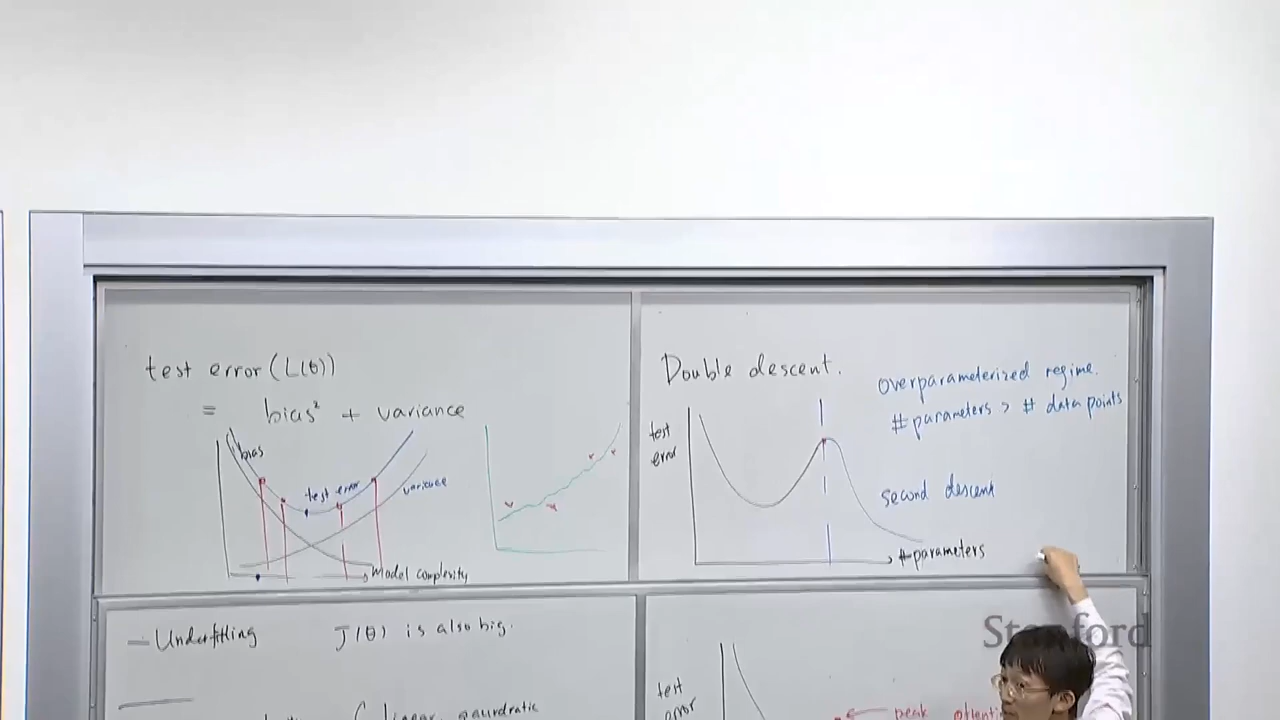 test error (L(θ))
= bias² + variance
bias
test error
variance
model complexity
Double descent.
test
error
overparameterized regime.
#parameters > # data points
second descent
#parameters
- Underfitting J(θ) is also big.
linear, quardratic
test
error
peak
Stanford